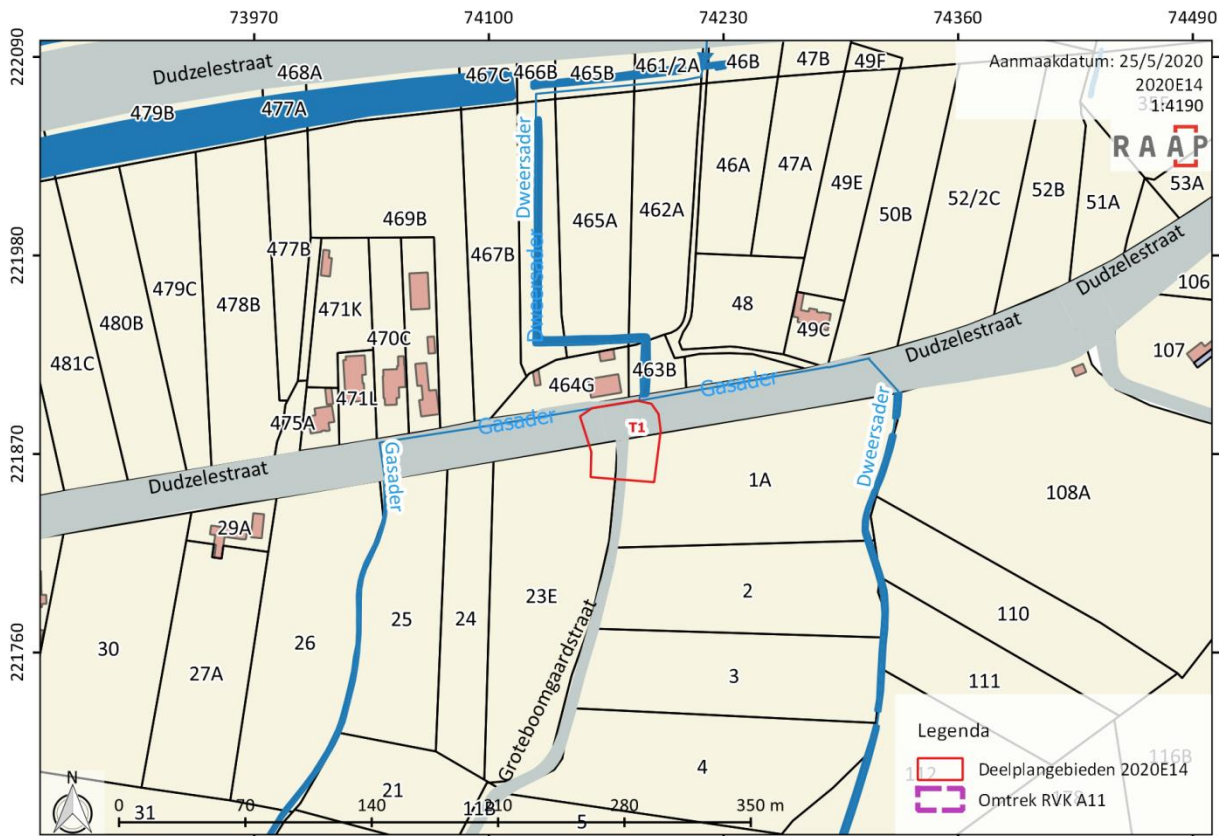 73970 74100 74230 74360 74490
222090
221980
221870
221760
Aanmaakdatum: 25/5/2020
2020E14
1:4190
RAAP
Dudzelestraat
468A
467C
466B
465B
461/2A
46B
47B
49F
479B
477A
Dweersader
Dweersader
469B
467B
465A
462A
46A
47A
49E
50B
52/2C
52B
51A
53A
477B
479C
478B
480B
481C
471K
470C
471L
475A
48
49C
464G
463B
106
107
Dudzelestraat
Dudzelestraat
Gasader
Gasader
T1
Gasader
Dweersader
Dudzelestraat
29A
1A
108A
2
23E
25
24
26
30
27A
3
110
111
4
21
11B
5
31
Groteboomgaardstraat
112
116B
Legenda
Deelplangebieden 2020E14
Omtrek RVK A11
N
0 70 140 210 280 350 m